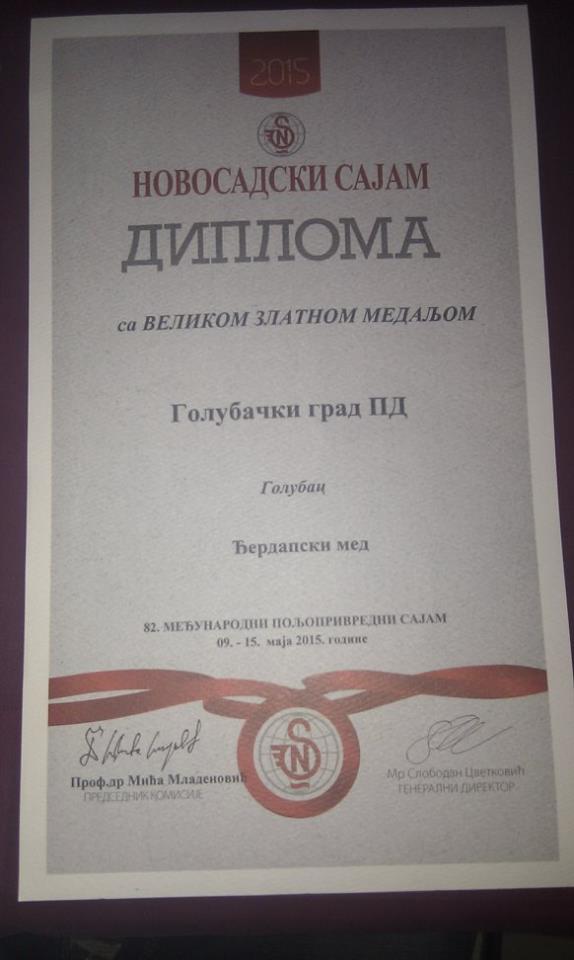 2015
НОВОСАДСКИ САЈАМ
ДИПЛОМА
са ВЕЛИКОМ ЗЛАТНОМ МЕДАЉОМ
Голубачки град ПД
Голубац
Ђердапски мед
82. МЕЂУНАРОДНИ ПОЉОПРИВРЕДНИ САЈАМ
09. - 15. маја 2015. године
Проф.др Мића Младеновић
ПРЕДСЕДНИК КОМИСИЈЕ
Мр Слободан Цветковић
ГЕНЕРАЛНИ ДИРЕКТОР